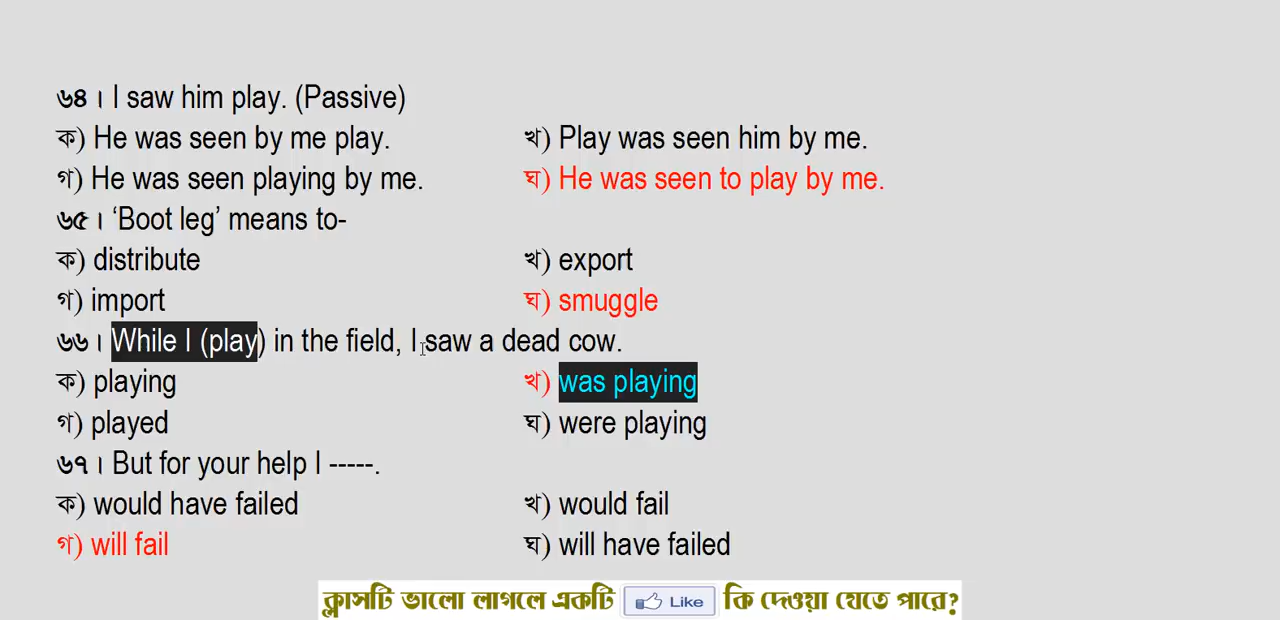 ৬৪। I saw him play. (Passive)
ক) He was seen by me play. খ) Play was seen him by me.
গ) He was seen playing by me. ঘ) He was seen to play by me.
৬৫। ‘Boot leg’ means to-
ক) distribute খ) export
গ) import ঘ) smuggle
৬৬। While I (play) in the field, I saw a dead cow.
ক) playing খ) was playing
গ) played ঘ) were playing
৬৭। But for your help I -----.
ক) would have failed খ) would fail
গ) will fail ঘ) will have failed
ক্লাসটি ভালো লাগলে একটি Like কি দেওয়া যেতে পারে?